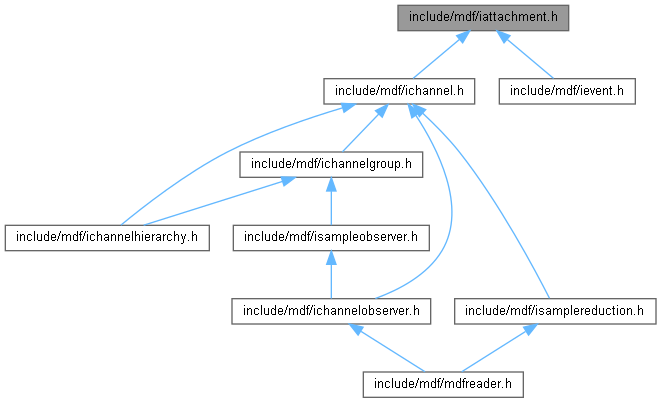 include/mdf/iattachment.h
include/mdf/ichannel.h
include/mdf/ievent.h
include/mdf/ichannelgroup.h
include/mdf/ichannelhierarchy.h
include/mdf/isampleobserver.h
include/mdf/ichannelobserver.h
include/mdf/isamplereduction.h
include/mdf/mdfreader.h